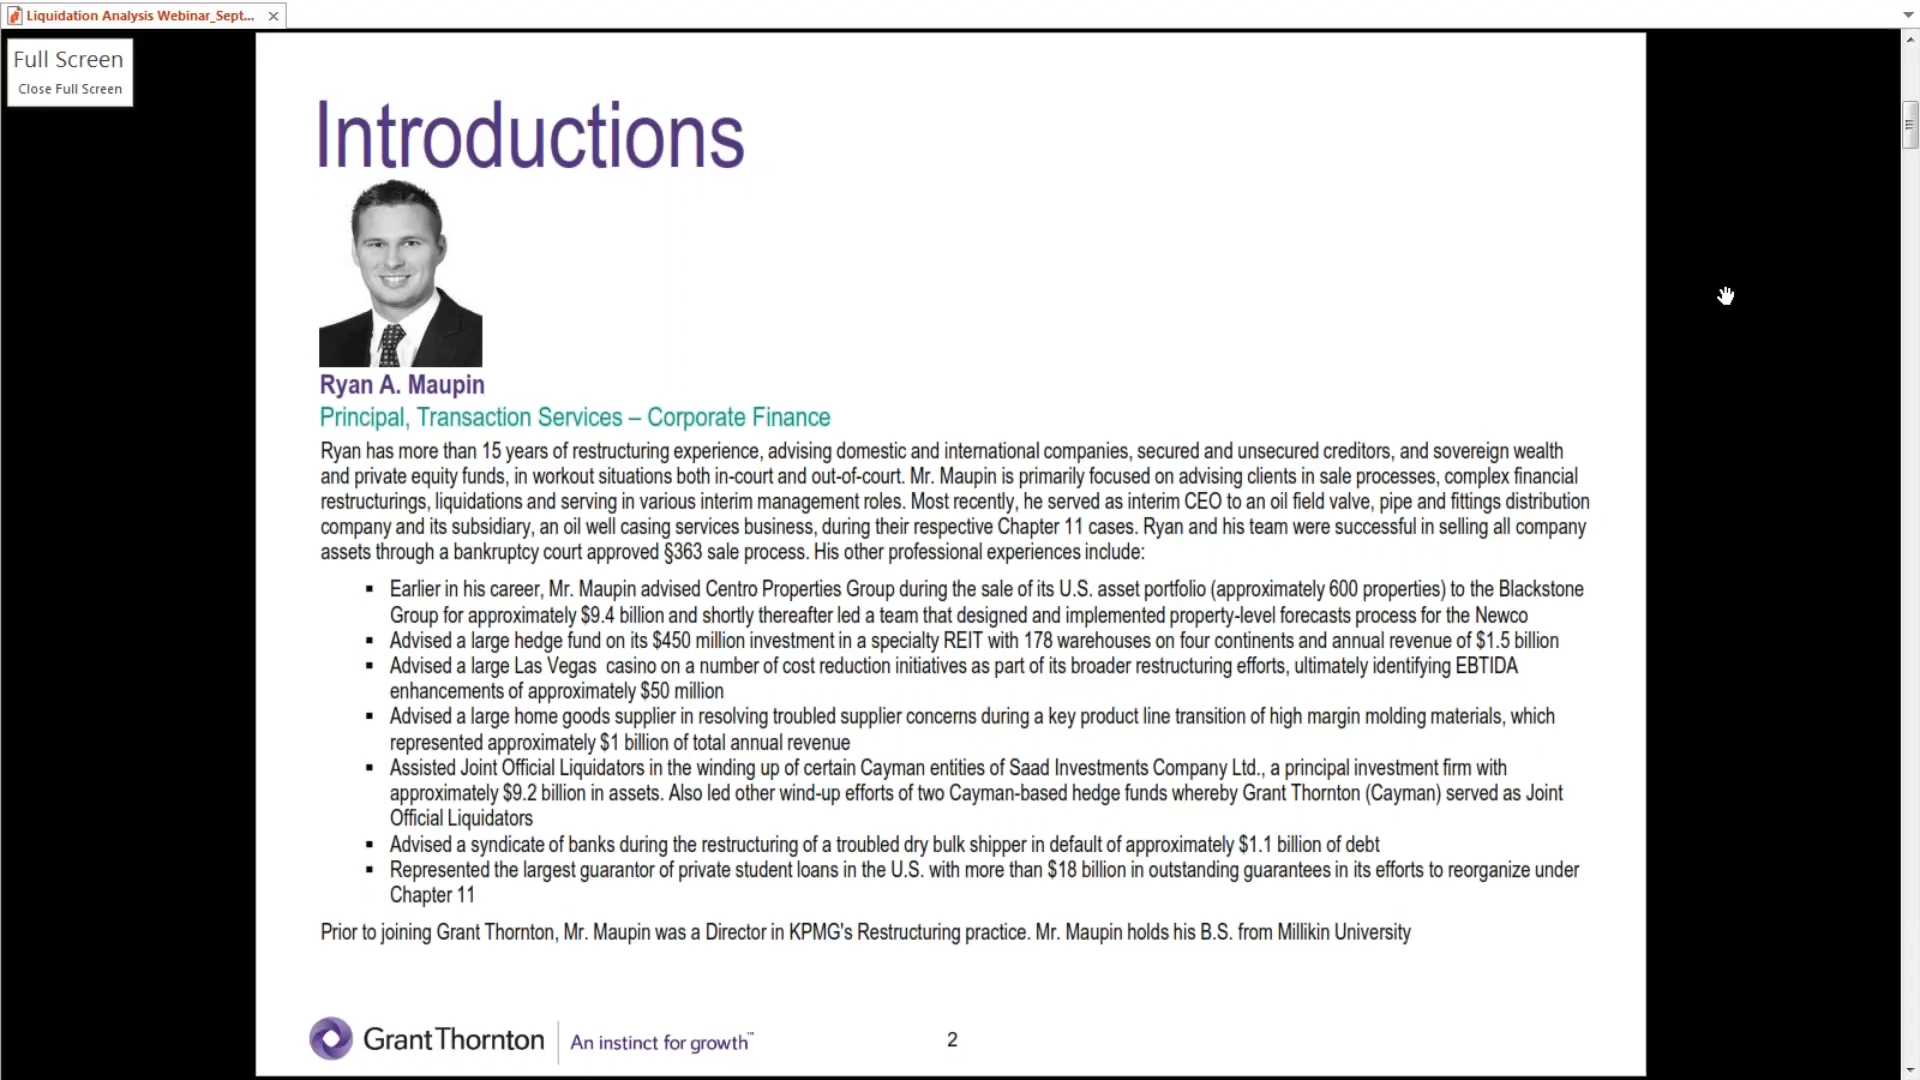 Liquidation Analysis Webinar_Sept...
Full Screen
Close Full Screen
Introductions
Ryan A. Maupin
Principal, Transaction Services – Corporate Finance
Ryan has more than 15 years of restructuring experience, advising domestic and international companies, secured and unsecured creditors, and sovereign wealth
and private equity funds, in workout situations both in-court and out-of-court. Mr. Maupin is primarily focused on advising clients in sale processes, complex financial
restructurings, liquidations and serving in various interim management roles. Most recently, he served as interim CEO to an oil field valve, pipe and fittings distribution
company and its subsidiary, an oil well casing services business, during their respective Chapter 11 cases. Ryan and his team were successful in selling all company
assets through a bankruptcy court approved §363 sale process. His other professional experiences include:
▪ Earlier in his career, Mr. Maupin advised Centro Properties Group during the sale of its U.S. asset portfolio (approximately 600 properties) to the Blackstone
Group for approximately $9.4 billion and shortly thereafter led a team that designed and implemented property-level forecasts process for the Newco
▪ Advised a large hedge fund on its $450 million investment in a specialty REIT with 178 warehouses on four continents and annual revenue of $1.5 billion
▪ Advised a large Las Vegas casino on a number of cost reduction initiatives as part of its broader restructuring efforts, ultimately identifying EBTIDA
enhancements of approximately $50 million
▪ Advised a large home goods supplier in resolving troubled supplier concerns during a key product line transition of high margin molding materials, which
represented approximately $1 billion of total annual revenue
▪ Assisted Joint Official Liquidators in the winding up of certain Cayman entities of Saad Investments Company Ltd., a principal investment firm with
approximately $9.2 billion in assets. Also led other wind-up efforts of two Cayman-based hedge funds whereby Grant Thornton (Cayman) served as Joint
Official Liquidators
▪ Advised a syndicate of banks during the restructuring of a troubled dry bulk shipper in default of approximately $1.1 billion of debt
▪ Represented the largest guarantor of private student loans in the U.S. with more than $18 billion in outstanding guarantees in its efforts to reorganize under
Chapter 11
Prior to joining Grant Thornton, Mr. Maupin was a Director in KPMG's Restructuring practice. Mr. Maupin holds his B.S. from Millikin University
Grant Thornton
An instinct for growth™
2